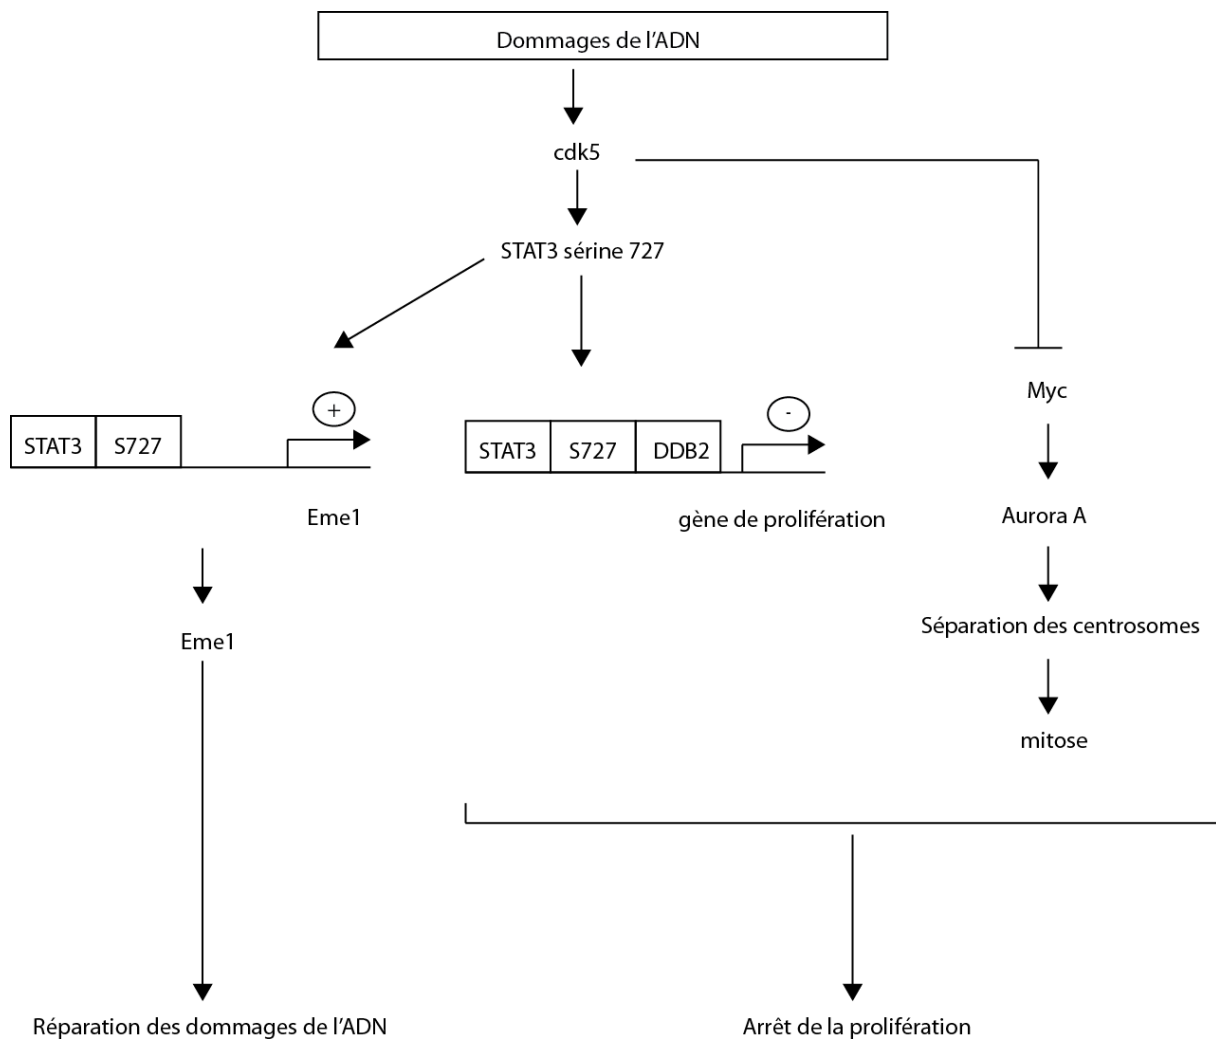 Dommages de l'ADN
cdk5
STAT3 sérine 727
+
-
Myc
STAT3 S727
STAT3 S727 DDB2
Eme1
gène de prolifération
Aurora A
Eme1
Séparation des centrosomes
mitose
Réparation des dommages de l'ADN
Arrêt de la prolifération